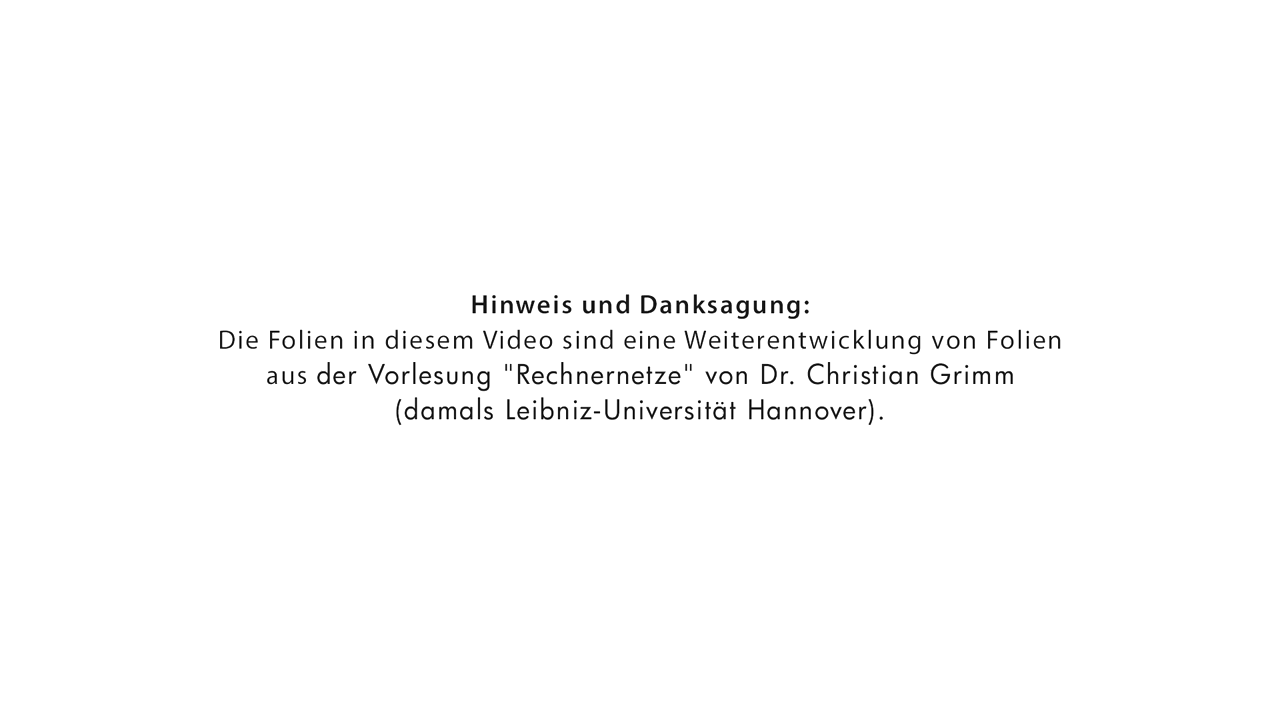 Hinweis und Danksagung:
Die Folien in diesem Video sind eine Weiterentwicklung von Folien
aus der Vorlesung "Rechnernetze" von Dr. Christian Grimm
(damals Leibniz-Universität Hannover).